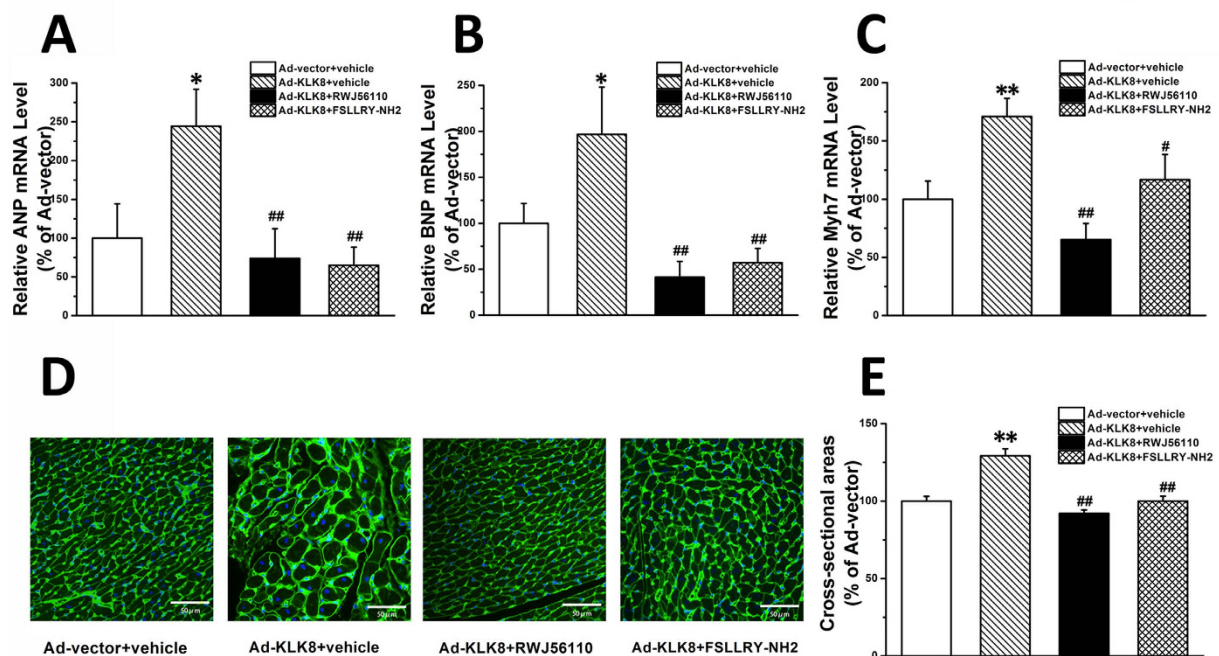 A
Relative ANP mRNA Level
(% of Ad-vector)
300
250
200
150
100
50
0
*
##
##
Ad-vector+vehicle
Ad-KLK8+vehicle
Ad-KLK8+RWJ56110
Ad-KLK8+FSLLRY-NH2
B
Relative BNP mRNA Level
(% of Ad-vector)
250
200
150
100
50
0
*
##
##
Ad-vector+vehicle
Ad-KLK8+vehicle
Ad-KLK8+RWJ56110
Ad-KLK8+FSLLRY-NH2
C
Relative Myh7 mRNA Level
(% of Ad-vector)
200
150
100
50
0
**
##
#
Ad-vector+vehicle
Ad-KLK8+vehicle
Ad-KLK8+RWJ56110
Ad-KLK8+FSLLRY-NH2
D
50μm
50μm
50μm
50μm
Ad-vector+vehicle
Ad-KLK8+vehicle
Ad-KLK8+RWJ56110
Ad-KLK8+FSLLRY-NH2
E
Cross-sectional areas
(% of Ad-vector)
150
100
50
0
**
##
##
Ad-vector+vehicle
Ad-KLK8+vehicle
Ad-KLK8+RWJ56110
Ad-KLK8+FSLLRY-NH2